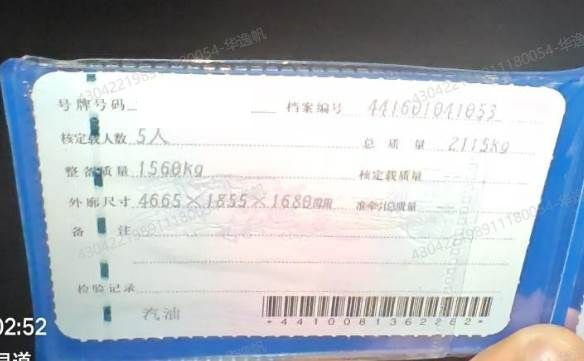 号牌号码
档案编号 441601041053
核定载人数 5人
总质量 2115kg
整备质量 1560kg
核定载质量
外廓尺寸 4665×1855×1680mm
准牵引总质量
备注
检验记录
汽油
*4410081362282*
02:52